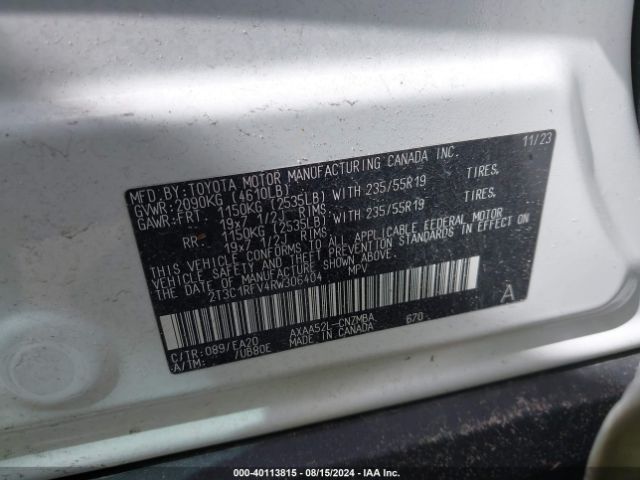 11/23
MFD. BY: TOYOTA MOTOR MANUFACTURING CANADA INC.
GVWR: 2090KG (4610LB)
GAWR: FRT. 1150KG (2535LB) WITH 235/55R19 TIRES.
19x7 1/2J RIMS.
RR 1150KG (2535LB) WITH 235/55R19 TIRES.
19x7 1/2J RIMS.
THIS VEHICLE CONFORMS TO ALL APPLICABLE FEDERAL MOTOR
VEHICLE SAFETY AND THEFT PREVENTION STANDARDS IN EFFECT ON
THE DATE OF MANUFACTURE SHOWN ABOVE.
2T3C1RFV4RW306404 MPV
A
C/TR: 089/EA20 AXAA52L-CNZMBA 670
A/TM: /UB80E MADE IN CANADA
000-40113815 - 08/15/2024 - IAA Inc.